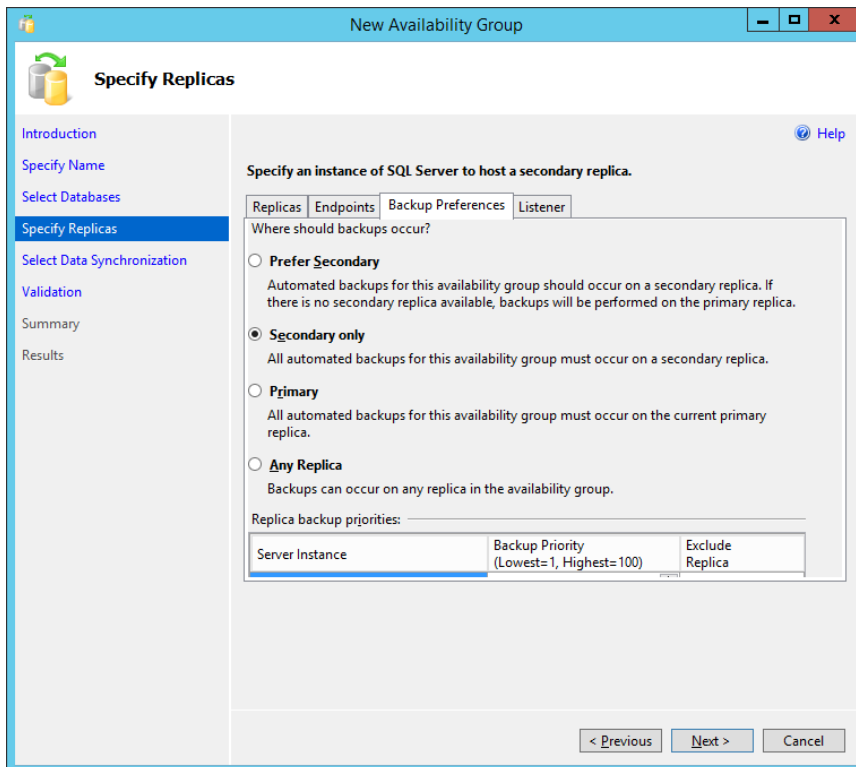 New Availability Group
Specify Replicas
Introduction
Specify Name
Select Databases
Specify Replicas
Select Data Synchronization
Validation
Summary
Results
Help
Specify an instance of SQL Server to host a secondary replica.
Replicas Endpoints Backup Preferences Listener
Where should backups occur?
Prefer Secondary
Automated backups for this availability group should occur on a secondary replica. If
there is no secondary replica available, backups will be performed on the primary replica.
Secondary only
All automated backups for this availability group must occur on a secondary replica.
Primary
All automated backups for this availability group must occur on the current primary
replica.
Any Replica
Backups can occur on any replica in the availability group.
Replica backup priorities:
Server Instance
Backup Priority
(Lowest=1, Highest=100)
Exclude
Replica
< Previous Next > Cancel